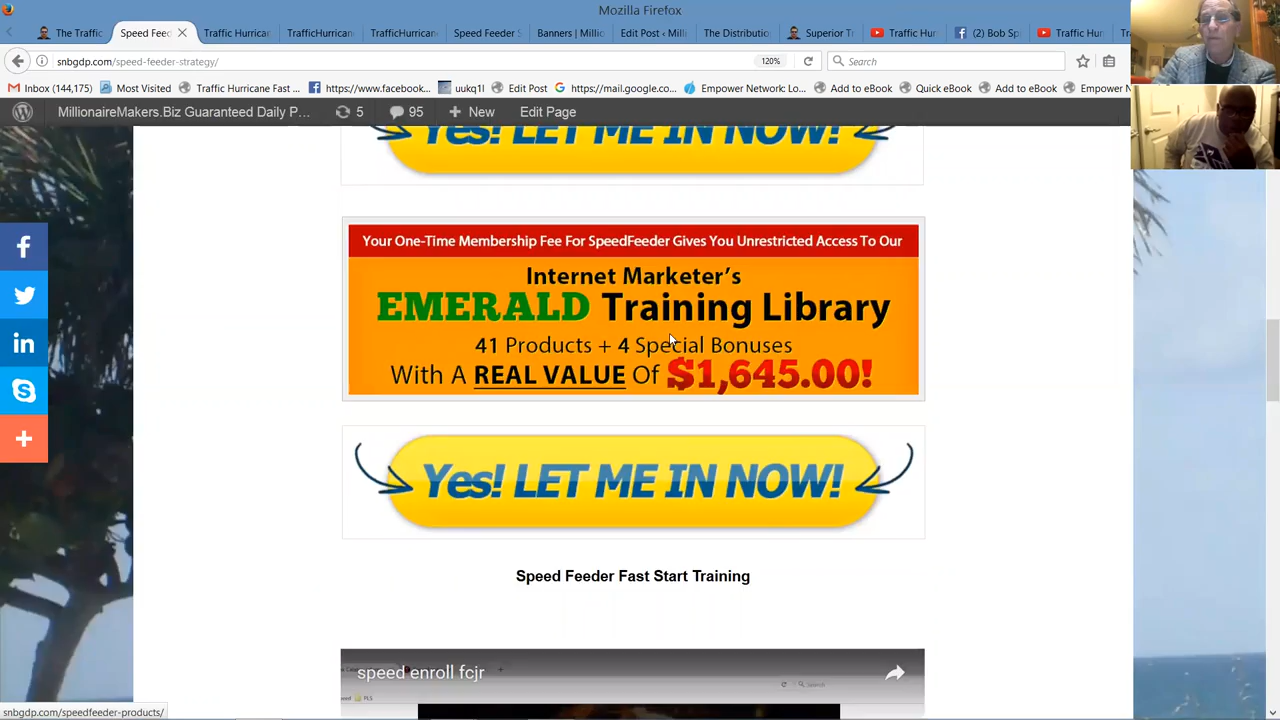 Mozilla Firefox
The Traffic
Speed Feed
Traffic Hurrica
TrafficHurricane
TrafficHurricane
Speed Feeder S
Banners | Millio
Edit Post ‹ Milli
The Distributio
Superior Tr
Traffic Hur
(2) Bob Sp
Traffic Hur
snbgdp.com/speed-feeder-strategy/
120%
Search
Inbox (144,175)
Most Visited
Traffic Hurricane Fast ...
https://www.facebook...
uukq1l
Edit Post
https://mail.google.co...
Empower Network: Lo...
Add to eBook
Quick eBook
Add to eBook
Empower N
MillionaireMakers.Biz Guaranteed Daily P...
5
95
New
Edit Page
Yes! LET ME IN NOW!
Your One-Time Membership Fee For SpeedFeeder Gives You Unrestricted Access To Our
Internet Marketer's
EMERALD Training Library
41 Products + 4 Special Bonuses
With A REAL VALUE Of $1,645.00!
Yes! LET ME IN NOW!
Speed Feeder Fast Start Training
speed enroll fcjr
Search
PLS
snbgdp.com/speedfeeder-products/